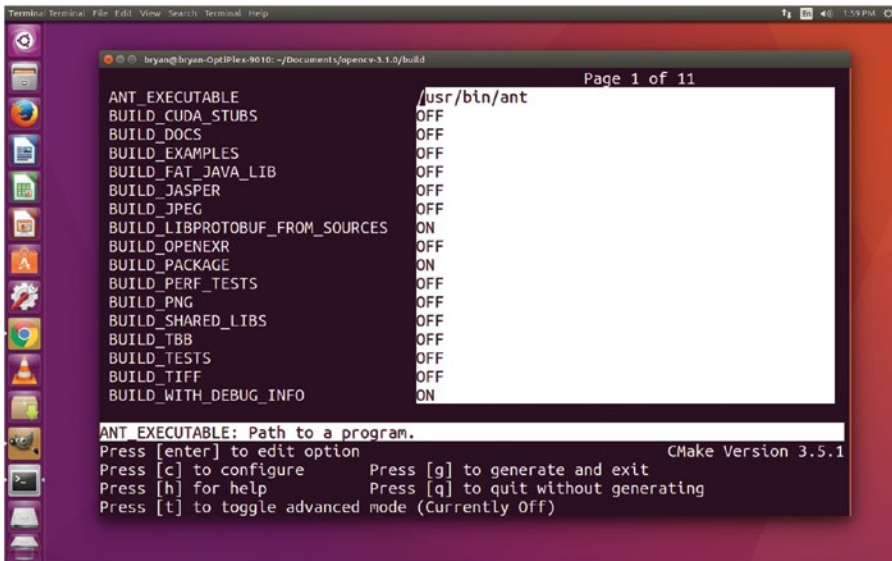 Terminal Terminal File Edit View Search Terminal Help
En 1:59 PM
bryan@bryan-OptiPlex-9010: ~/Documents/opencv-3.1.0/build
Page 1 of 11
ANT_EXECUTABLE /usr/bin/ant
BUILD_CUDA_STUBS OFF
BUILD_DOCS OFF
BUILD_EXAMPLES OFF
BUILD_FAT_JAVA_LIB OFF
BUILD_JASPER OFF
BUILD_JPEG OFF
BUILD_LIBPROTOBUF_FROM_SOURCES ON
BUILD_OPENEXR OFF
BUILD_PACKAGE ON
BUILD_PERF_TESTS OFF
BUILD_PNG OFF
BUILD_SHARED_LIBS OFF
BUILD_TBB OFF
BUILD_TESTS OFF
BUILD_TIFF OFF
BUILD_WITH_DEBUG_INFO ON
ANT_EXECUTABLE: Path to a program.
Press [enter] to edit option CMake Version 3.5.1
Press [c] to configure Press [g] to generate and exit
Press [h] for help Press [q] to quit without generating
Press [t] to toggle advanced mode (Currently Off)